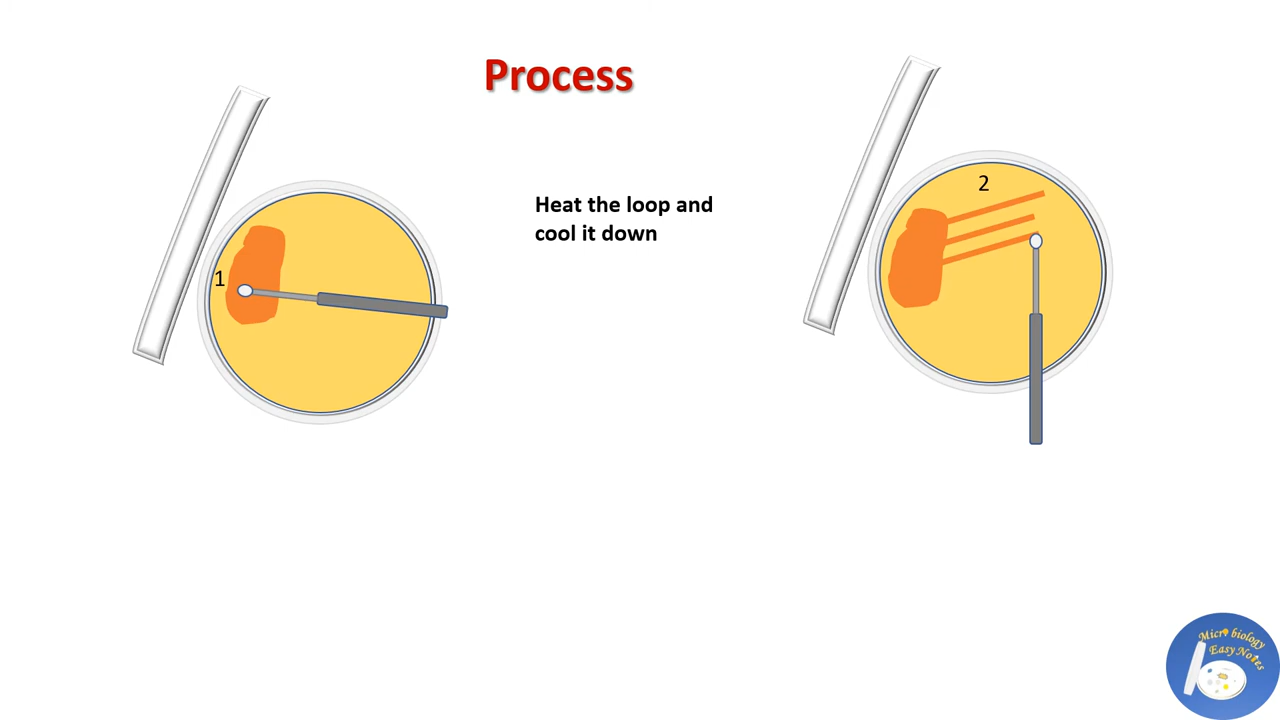 Process
1
Heat the loop and
cool it down
2
Micro biology
Easy Notes